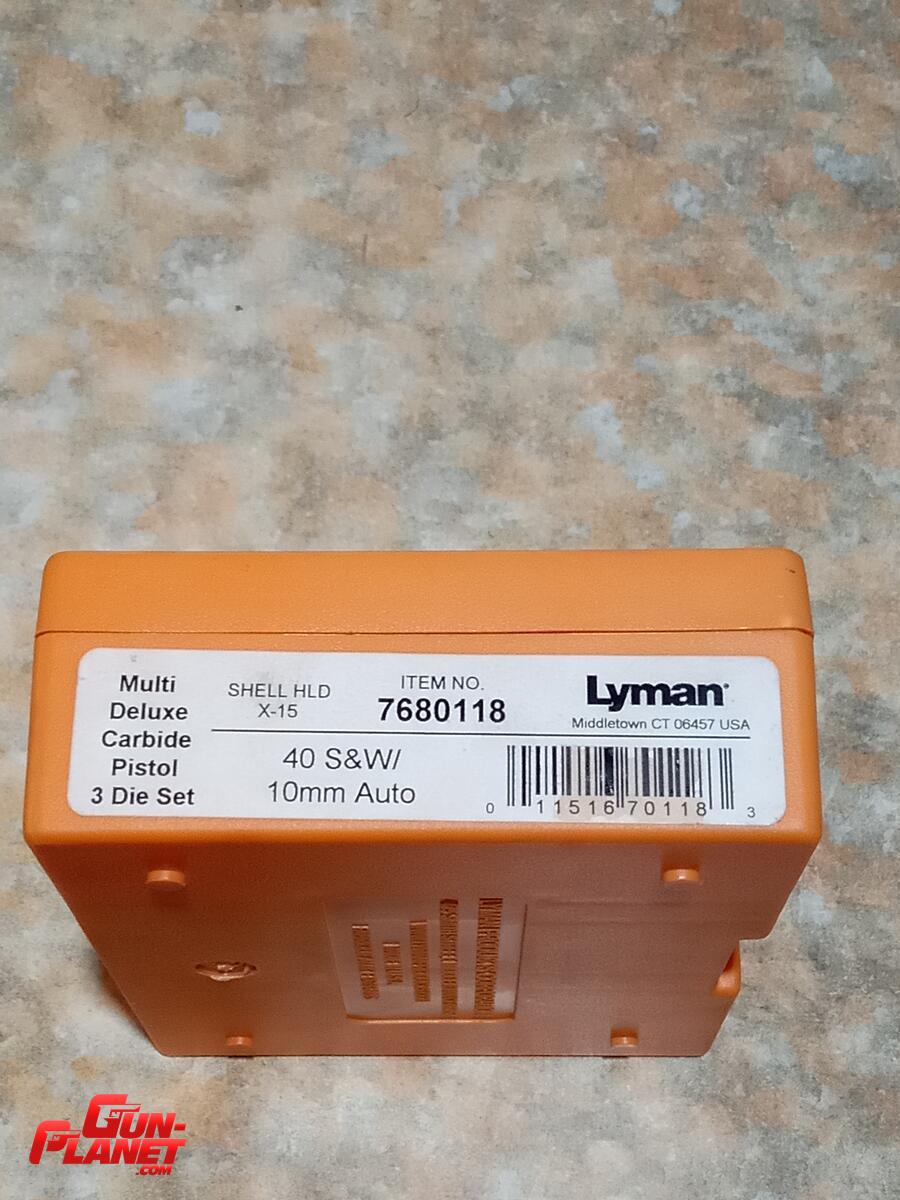 Multi
Deluxe
Carbide
Pistol
3 Die Set
SHELL HLD
X-15
ITEM NO.
7680118
Lyman
Middletown CT 06457 USA
40 S&W/
10mm Auto
0 11516 70118 3
GUN-
PLANET
.COM